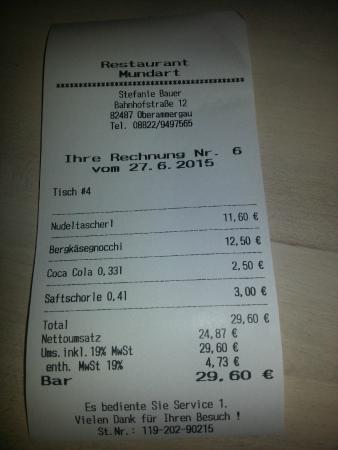 Restaurant
Mundart
Stefanie Bauer
Bahnhofstraße 12
82487 Oberammergau
Tel. 08822/9497565
Ihre Rechnung Nr. 6
vom 27.6.2015
Tisch #4
Nudeltascherl 11,60 €
Bergkäsegnocchi 12,50 €
Coca Cola 0,33l 2,50 €
Saftschorle 0,4l 3,00 €
Total 29,60 €
Nettoumsatz 24,87 €
Ums.inkl.19% MwSt 29,60 €
enth. MwSt 19% 4,73 €
Bar 29,60 €
Es bediente Sie Service 1.
Vielen Dank für Ihren Besuch !
St.Nr.: 119-202-90215